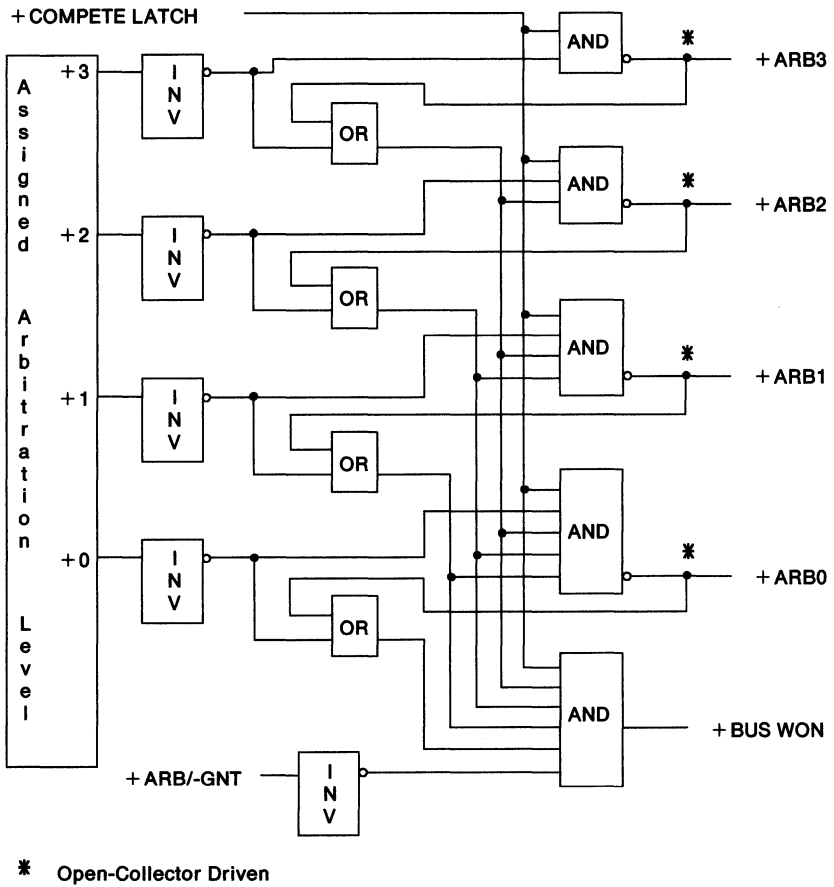 + COMPETE LATCH
AND
*
+ ARB3
+3
INV
OR
AND
*
+ ARB2
+2
INV
OR
Assigned Arbitration Level
AND
*
+ ARB1
+1
INV
OR
AND
*
+ ARB0
+0
INV
OR
AND
+ BUS WON
+ ARB/-GNT
INV
* Open-Collector Driven